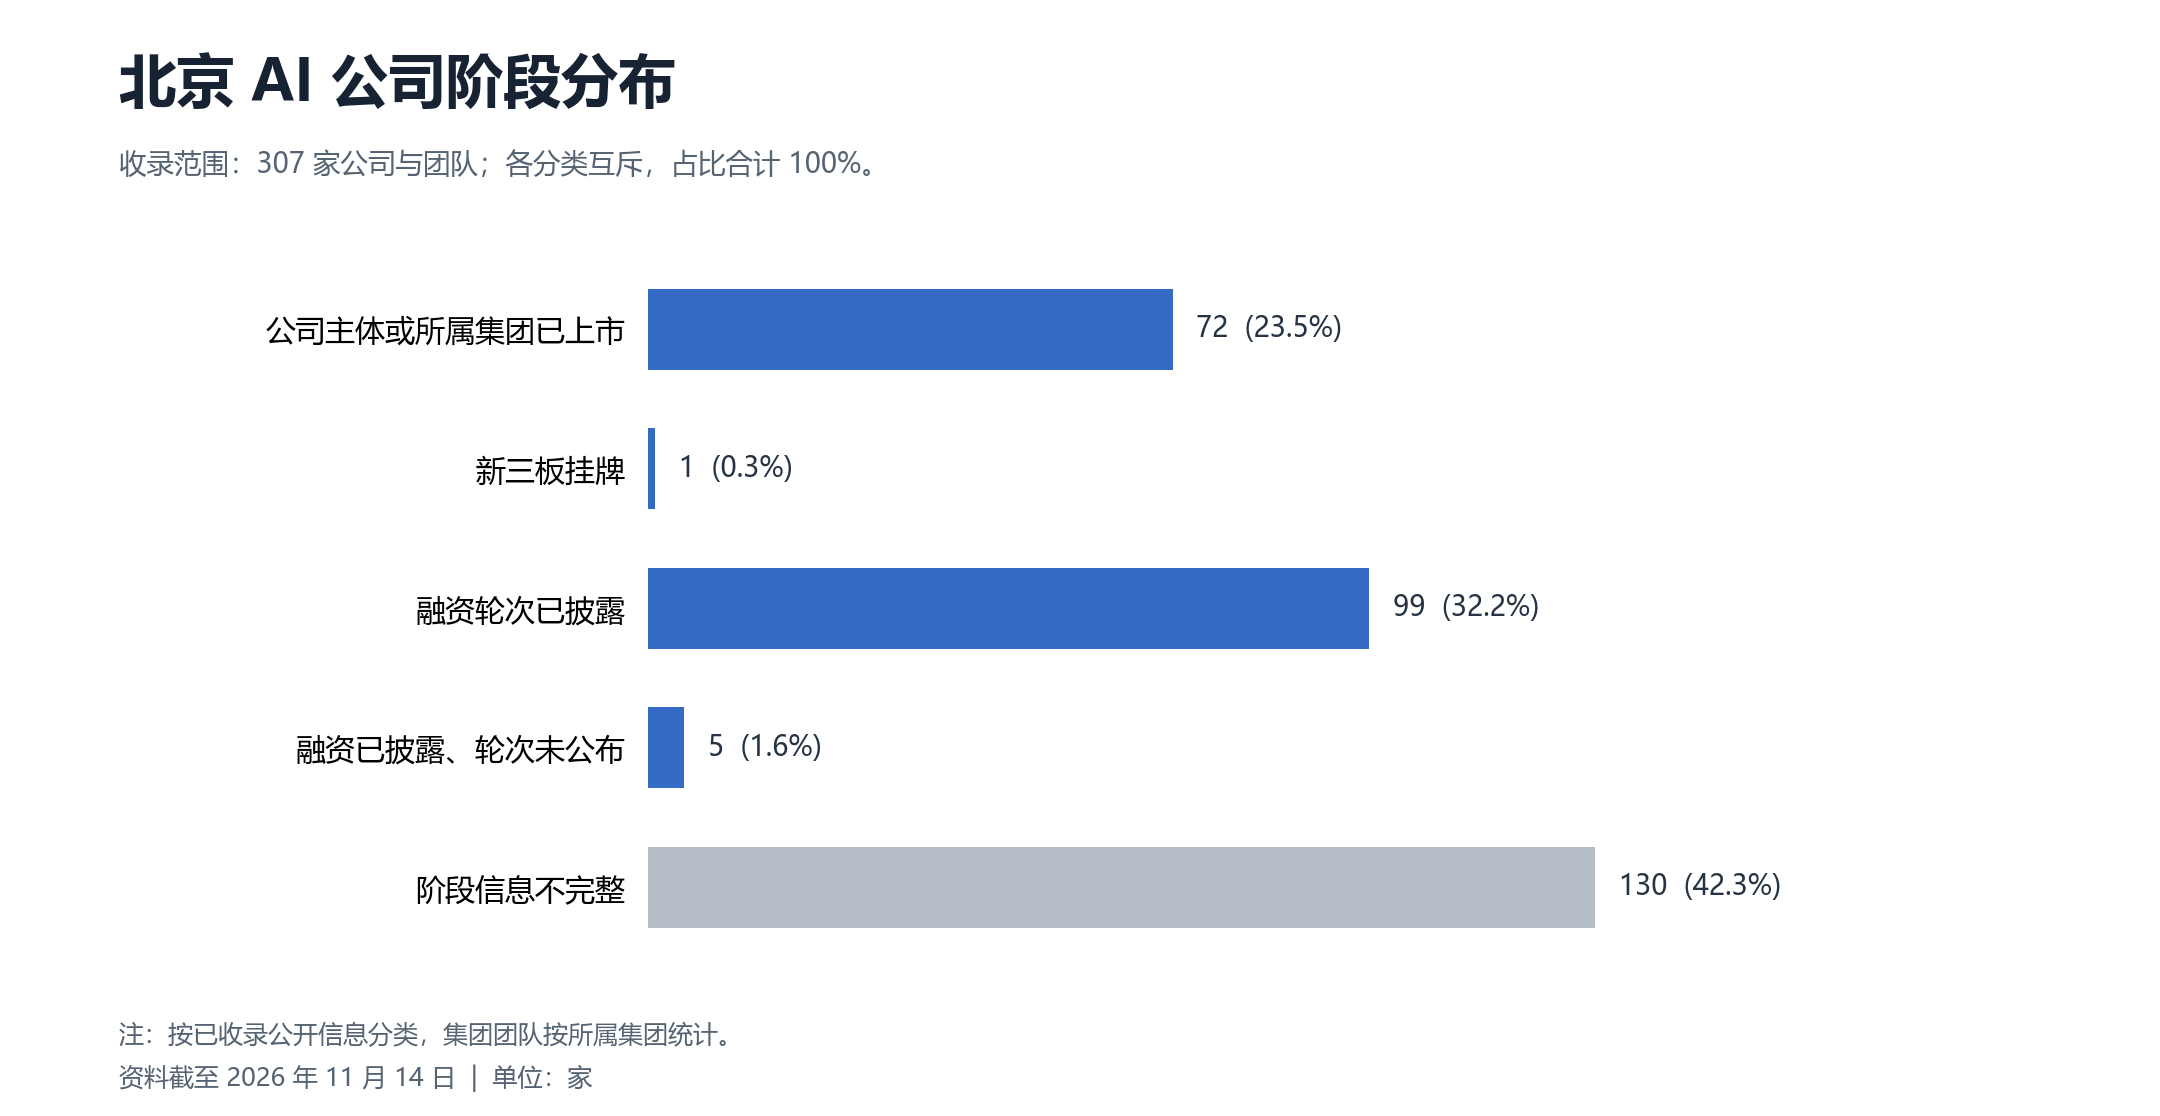 北京 AI 公司阶段分布
收录范围：307 家公司与团队；各分类互斥，占比合计 100%。
公司主体或所属集团已上市 72 (23.5%)
新三板挂牌 1 (0.3%)
融资轮次已披露 99 (32.2%)
融资已披露、轮次未公布 5 (1.6%)
阶段信息不完整 130 (42.3%)
注：按已收录公开信息分类，集团团队按所属集团统计。
资料截至 2026 年 11 月 14 日 | 单位：家